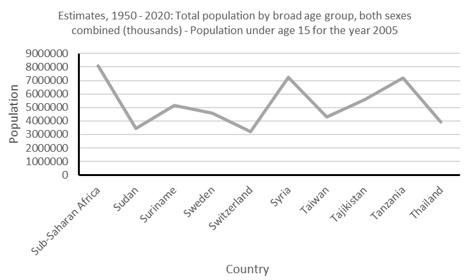 Estimates, 1950 - 2020: Total population by broad age group, both sexes
combined (thousands) - Population under age 15 for the year 2005
Population
9000000
8000000
7000000
6000000
5000000
4000000
3000000
2000000
1000000
0
Sub-Saharan Africa
Sudan
Suriname
Sweden
Switzerland
Syria
Taiwan
Tajikistan
Tanzania
Thailand
Country